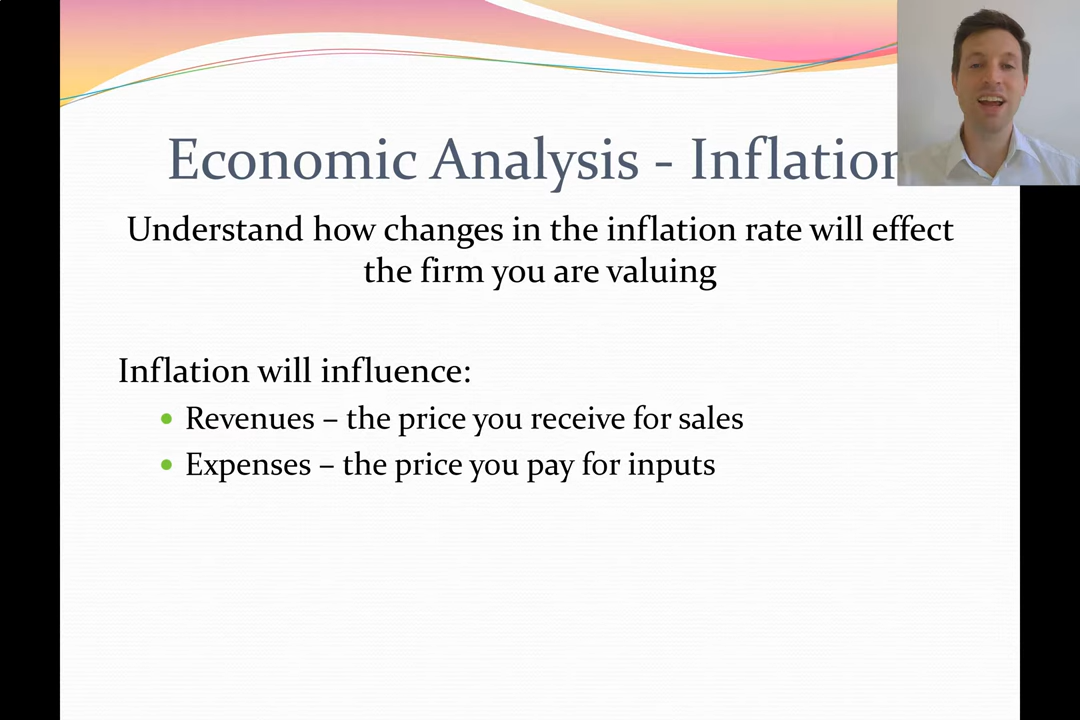 Economic Analysis - Inflation
Understand how changes in the inflation rate will effect
the firm you are valuing
Inflation will influence:
• Revenues – the price you receive for sales
• Expenses – the price you pay for inputs